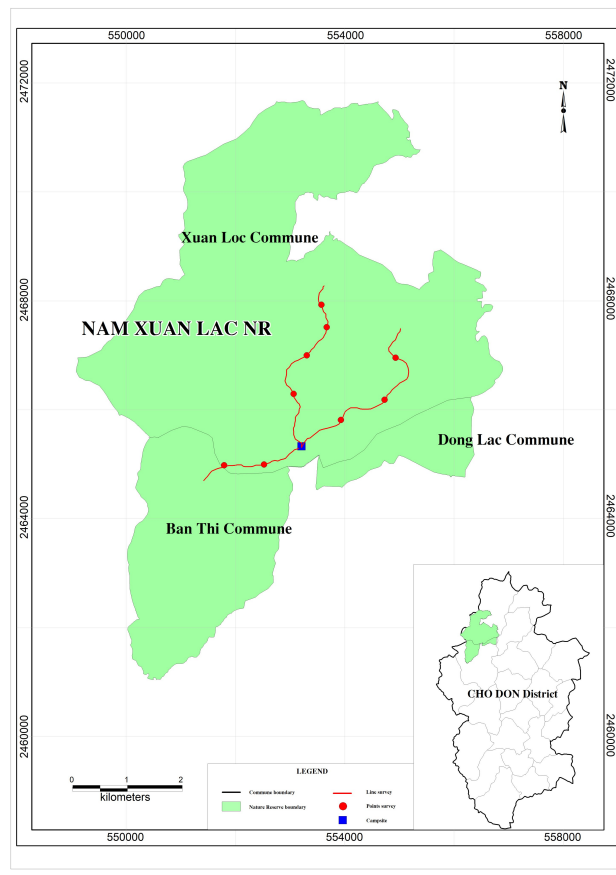 550000 554000 558000
2472000 2472000
N
Xuan Loc Commune
2468000 2468000
NAM XUAN LAC NR
Dong Lac Commune
2464000 2464000
Ban Thi Commune
CHO DON District
2460000 2460000
0 1 2
kilometers
LEGEND
Commune boundary Line survey
Nature Reserve boundary Points survey
Campsite
550000 554000 558000